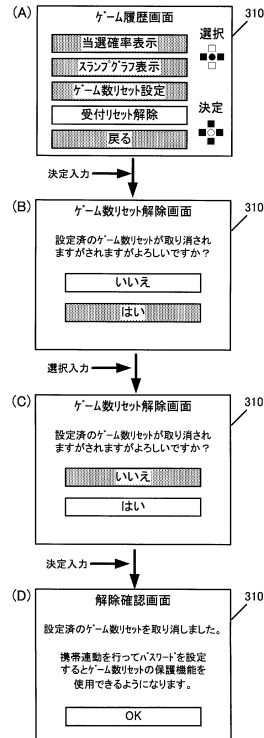 (A)
310
ゲーム履歴画面
当選確率表示
スランプグラフ表示
ゲーム数リセット設定
受付リセット解除
戻る
選択
決定
決定入力
(B)
310
ゲーム数リセット解除画面
設定済のゲーム数リセットが取り消され
ますがされますがよろしいですか？
いいえ
はい
選択入力
(C)
310
ゲーム数リセット解除画面
設定済のゲーム数リセットが取り消され
ますがされますがよろしいですか？
いいえ
はい
決定入力
(D)
310
解除確認画面
設定済のゲーム数リセットを取り消しました。
携帯連動を行ってパスワードを設定
するとゲーム数リセットの保護機能を
使用できるようになります。
OK